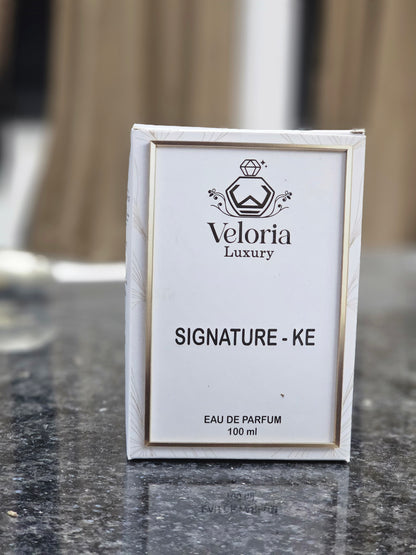 Veloria
Luxury
SIGNATURE - KE
EAU DE PARFUM
100 ml